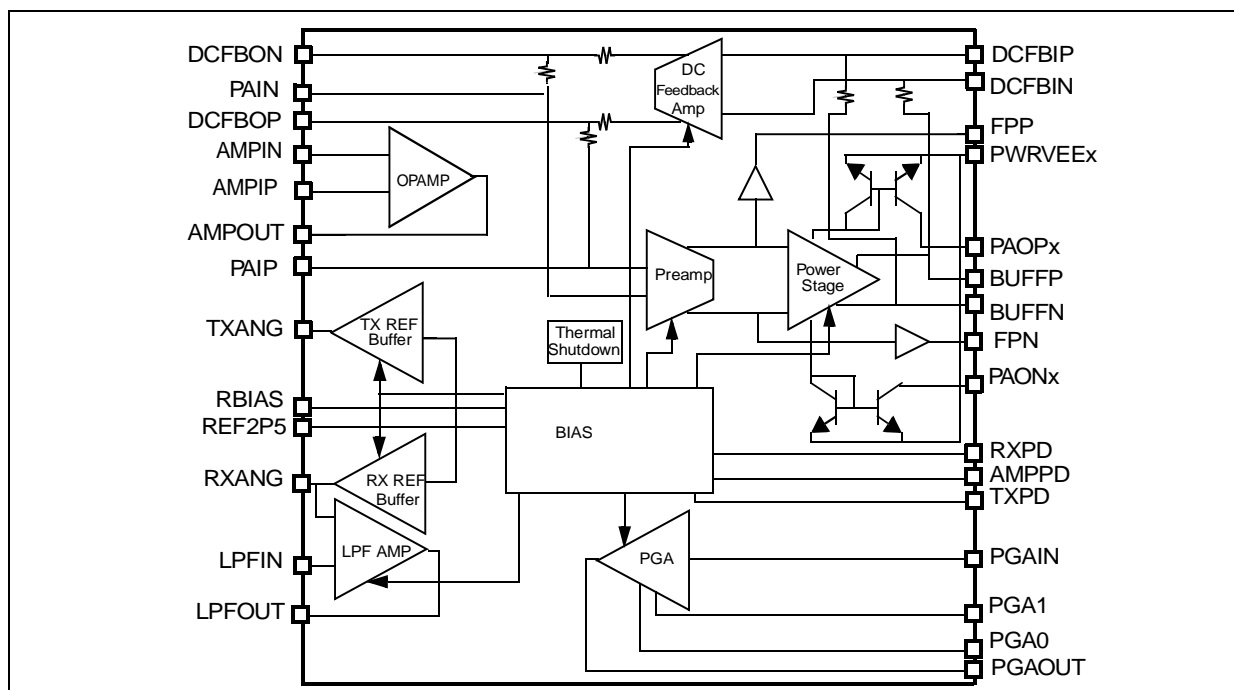 DCFBON
PAIN
DCFBOP
AMPIN
AMPIP
AMPOUT
PAIP
TXANG
RBIAS
REF2P5
RXANG
LPFIN
LPFOUT
DC
Feedback
Amp
OPAMP
Preamp
Power
Stage
TX REF
Buffer
Thermal
Shutdown
BIAS
RX REF
Buffer
LPF AMP
PGA
DCFBIP
DCFBIN
FPP
PWRVEEx
PAOPx
BUFFP
BUFFN
FPN
PAONx
RXPD
AMPPD
TXPD
PGAIN
PGA1
PGA0
PGAOUT